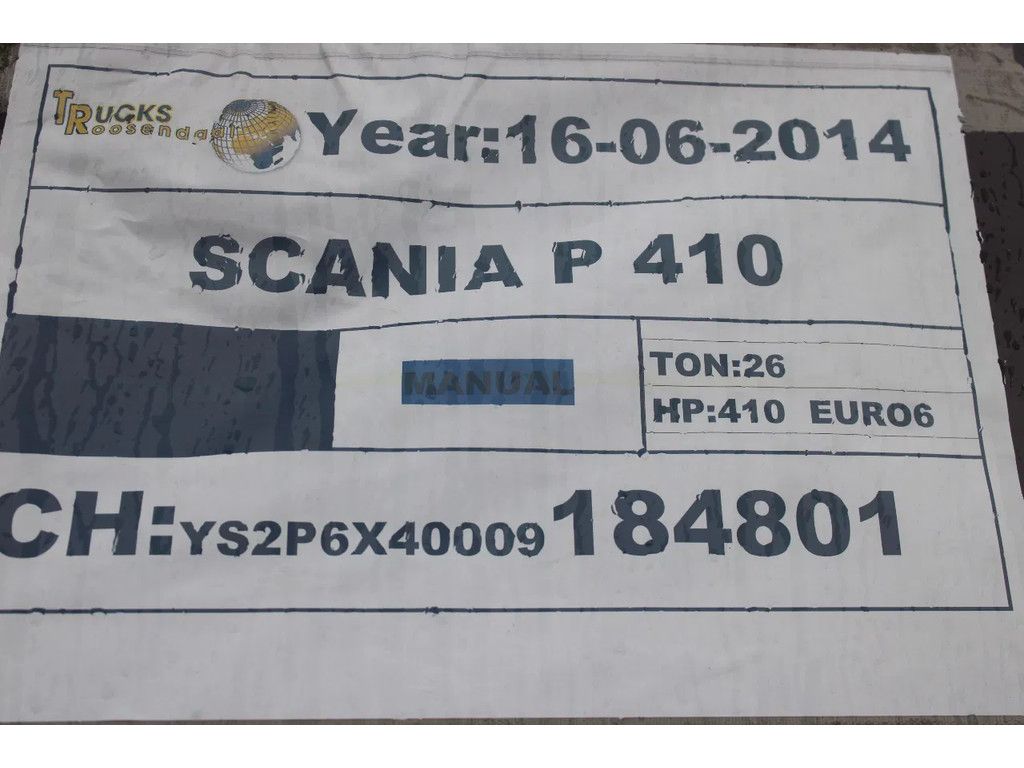 TRUCKS
Roosendaal
Year:16-06-2014
SCANIA P 410
MANUAL
TON:26
HP:410 EURO6
CH:YS2P6X40009184801